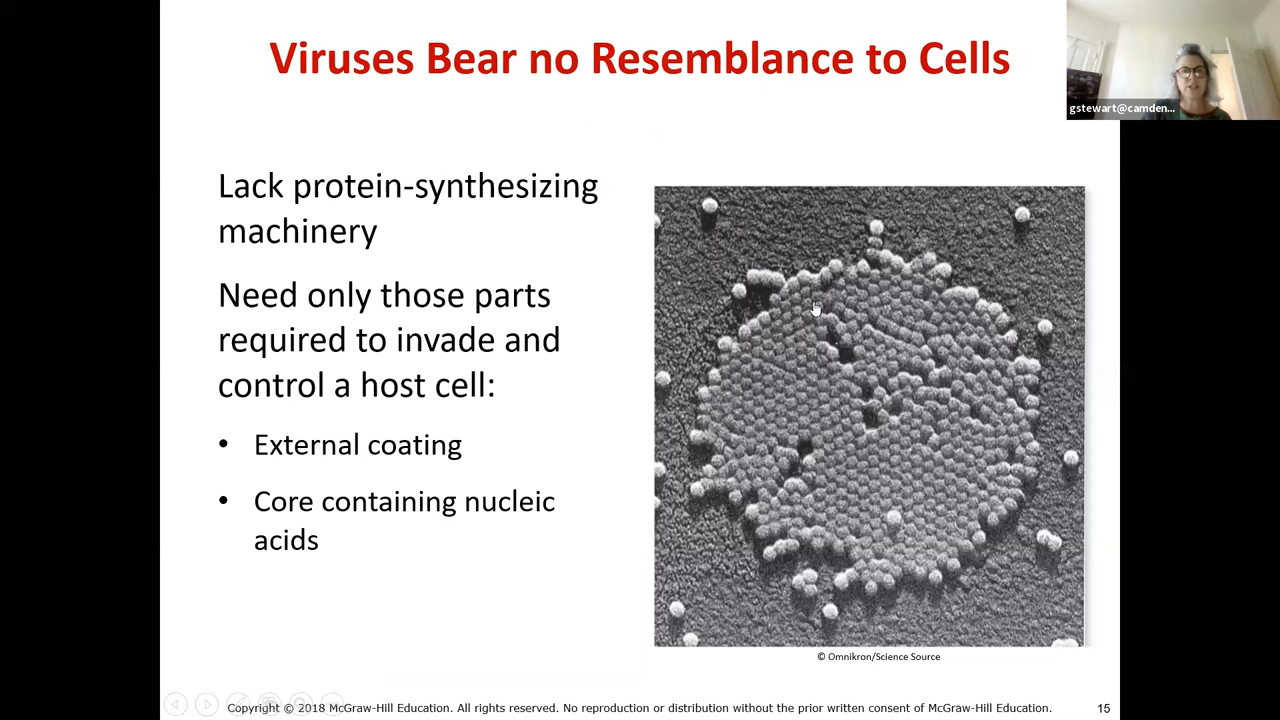 Viruses Bear no Resemblance to Cells
gstewart@camden...
Lack protein-synthesizing
machinery
Need only those parts
required to invade and
control a host cell:
• External coating
• Core containing nucleic
acids
© Omnikron/Science Source
Copyright © 2018 McGraw-Hill Education. All rights reserved. No reproduction or distribution without the prior written consent of McGraw-Hill Education.
15